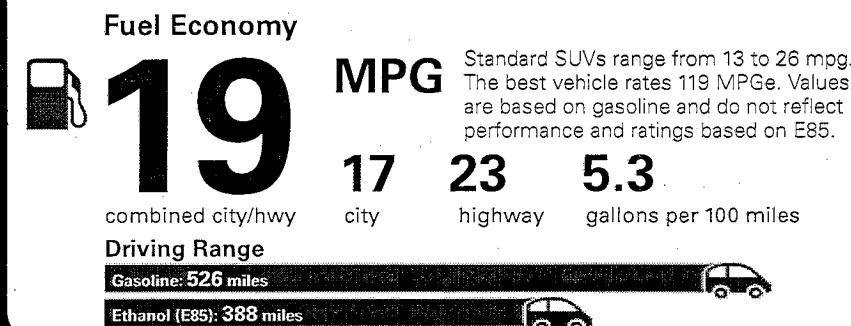 Fuel Economy
19
MPG
Standard SUVs range from 13 to 26 mpg.
The best vehicle rates 119 MPGe. Values
are based on gasoline and do not reflect
performance and ratings based on E85.
17 23 5.3
combined city/hwy city highway gallons per 100 miles
Driving Range
Gasoline: 526 miles
Ethanol (E85): 388 miles